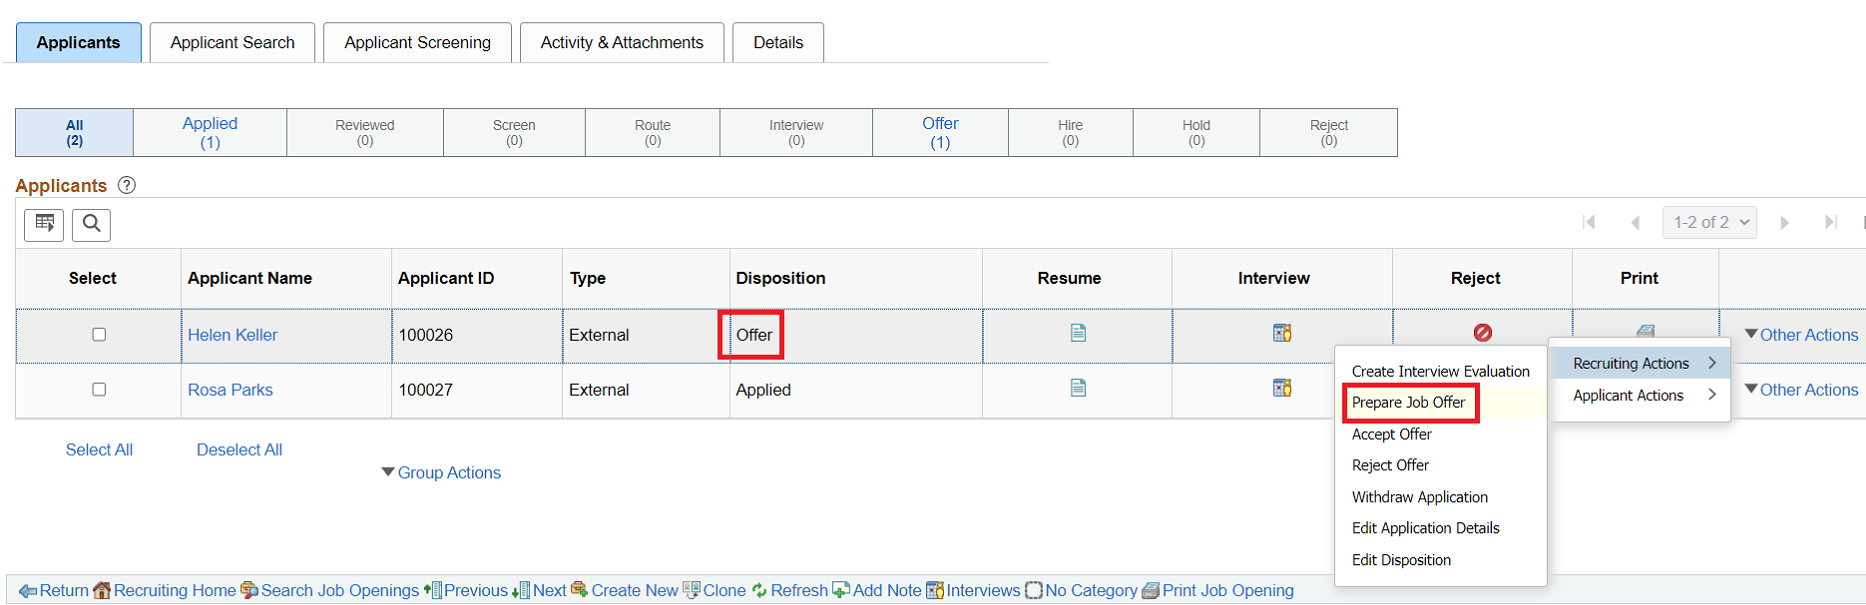 Applicants Applicant Search Applicant Screening Activity & Attachments Details
All Applied Reviewed Screen Route Interview Offer Hire Hold Reject
(2) (1) (0) (0) (0) (0) (1) (0) (0) (0)
Applicants ?
1-2 of 2
Select Applicant Name Applicant ID Type Disposition Resume Interview Reject Print
Helen Keller 100026 External Offer Other Actions
Recruiting Actions
Applicant Actions
Create Interview Evaluation
Prepare Job Offer
Accept Offer
Reject Offer
Withdraw Application
Edit Application Details
Edit Disposition
Rosa Parks 100027 External Applied Other Actions
Select All Deselect All
Group Actions
Return Recruiting Home Search Job Openings Previous Next Create New Clone Refresh Add Note Interviews No Category Print Job Opening